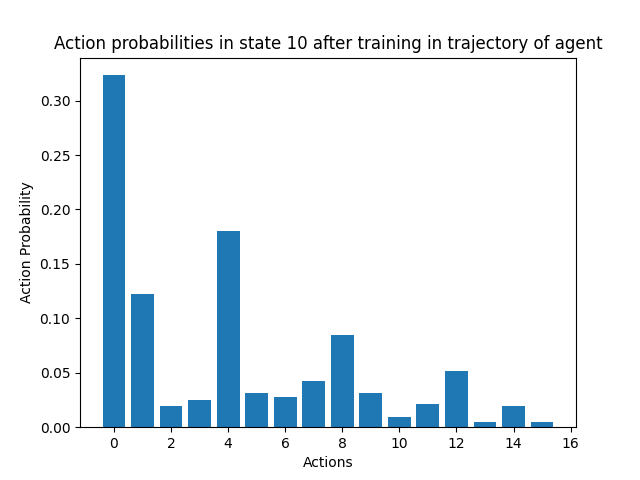 Action probabilities in state 10 after training in trajectory of agent
0.30
0.25
0.20
0.15
0.10
0.05
0.00
Action Probability
0 2 4 6 8 10 12 14 16
Actions